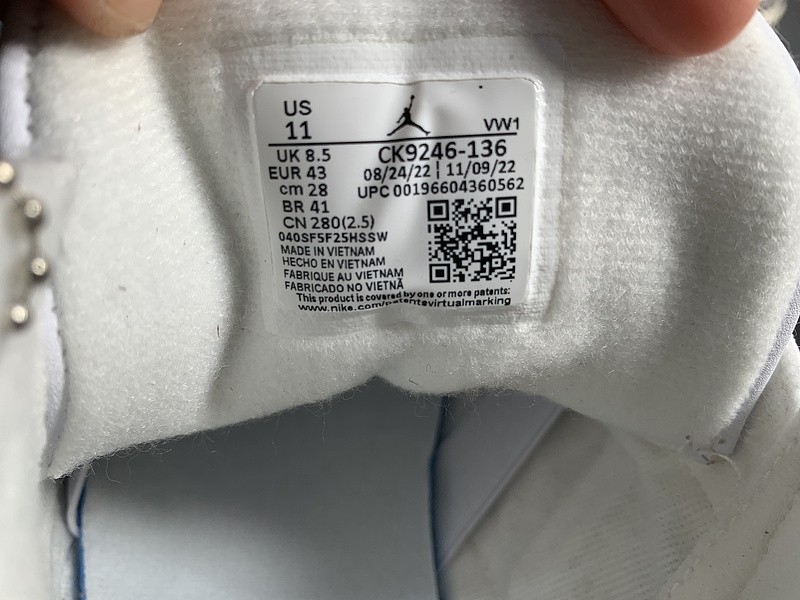 US
11
VW1
UK 8.5
CK9246-136
EUR 43
08/24/22 | 11/09/22
cm 28
UPC 00196604360562
BR 41
CN 280(2.5)
040SF5F25HSSW
MADE IN VIETNAM
HECHO EN VIETNAM
FABRIQUE AU VIETNAM
FABRICADO NO VIETNÃ
This product is covered by one or more patents:
www.nike.com/patentsvirtualmarking